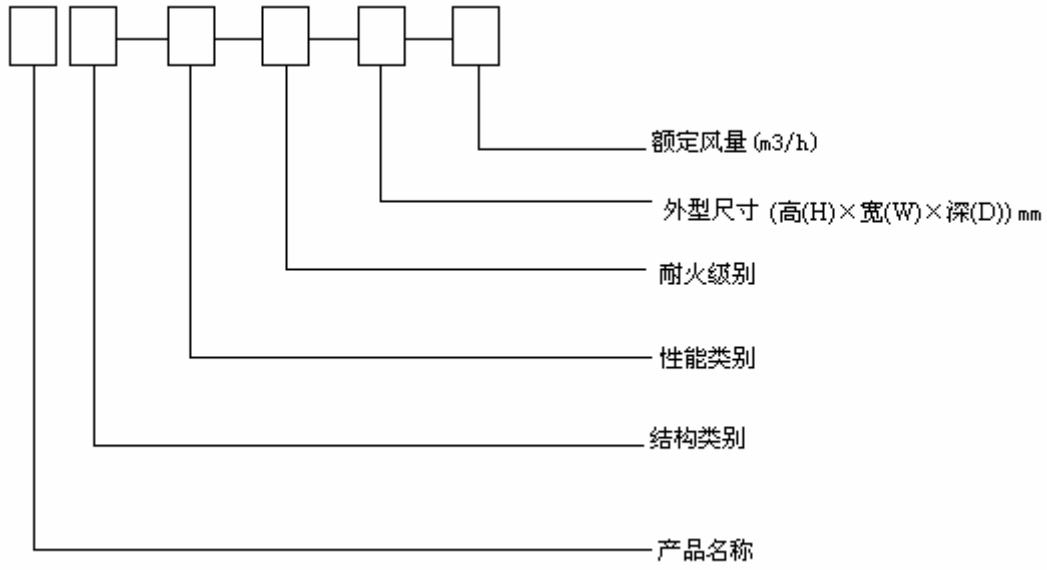 额定风量(m3/h)
外型尺寸 (高(H)×宽(W)×深(D)) mm
耐火级别
性能类别
结构类别
产品名称